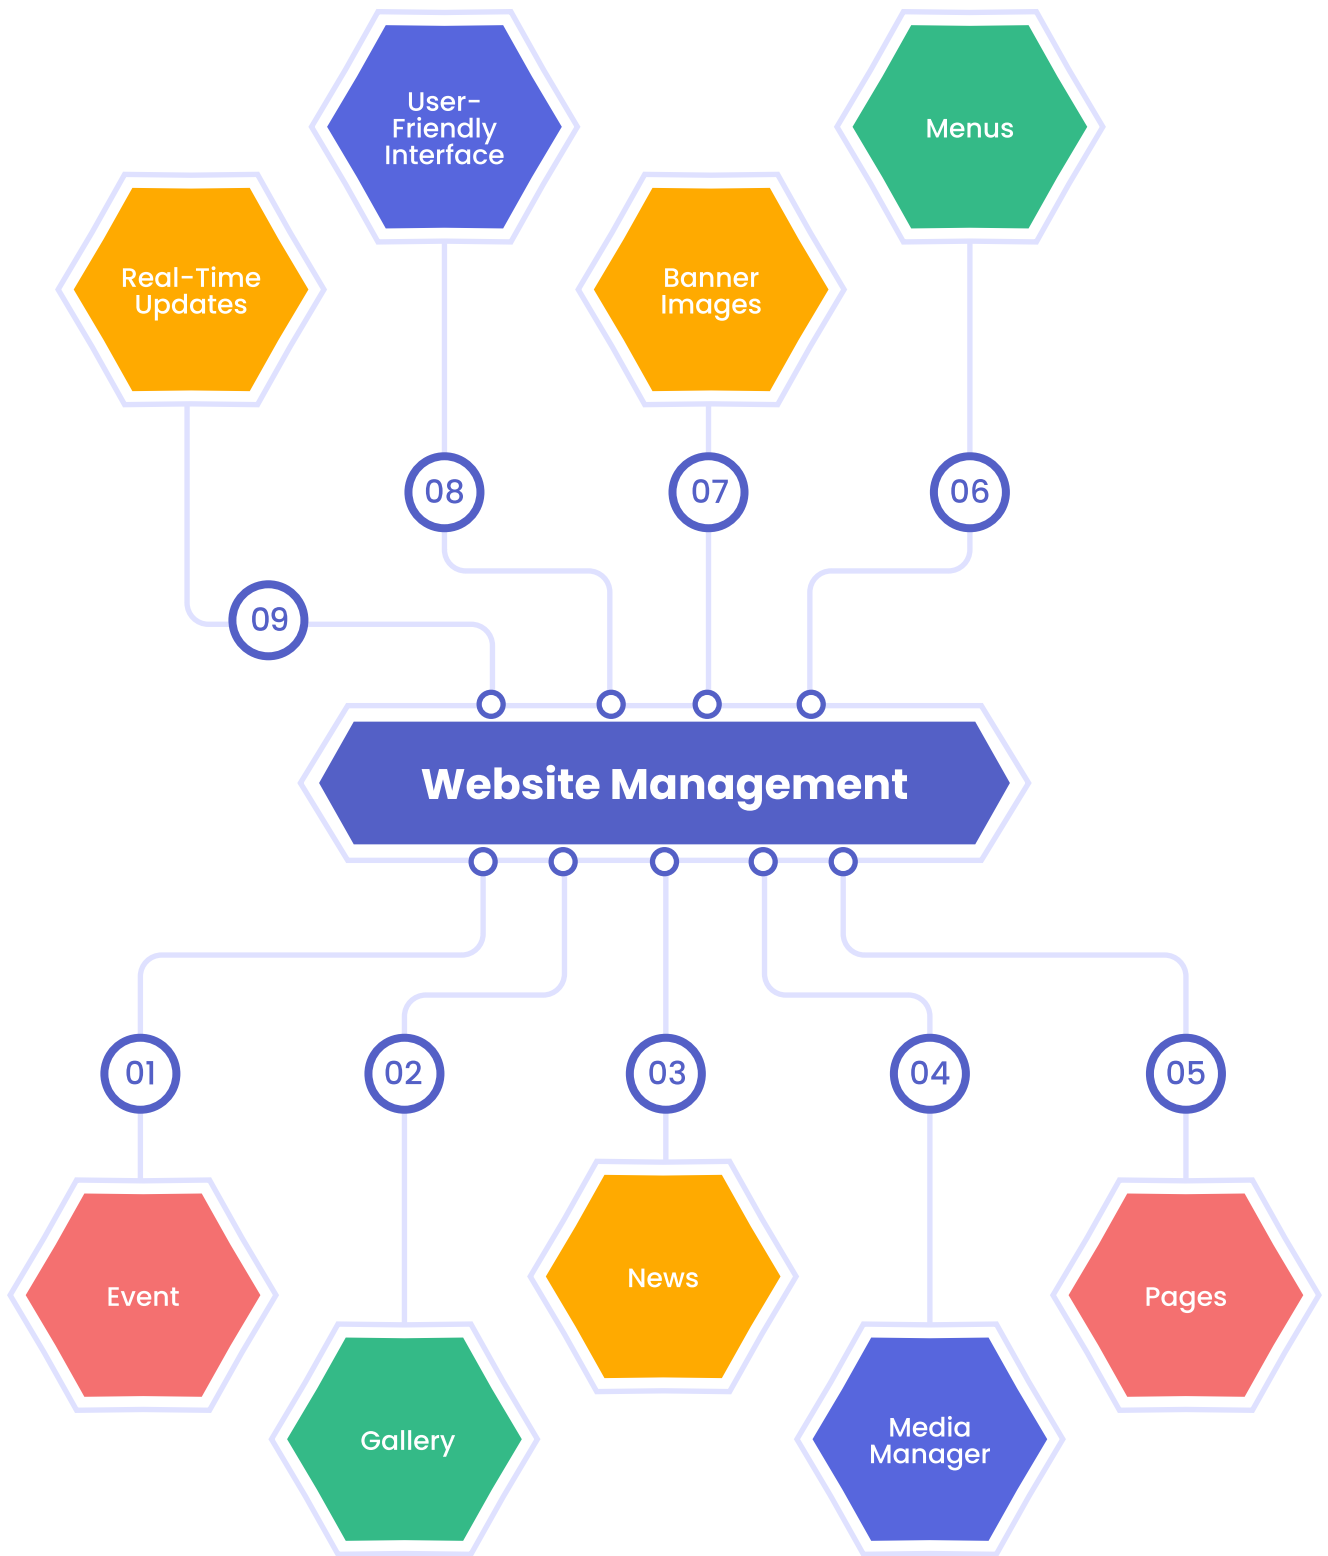 User-
Friendly
Interface
Menus
Real-Time
Updates
Banner
Images
08
07
06
09
Website Management
01
02
03
04
05
Event
News
Pages
Gallery
Media
Manager